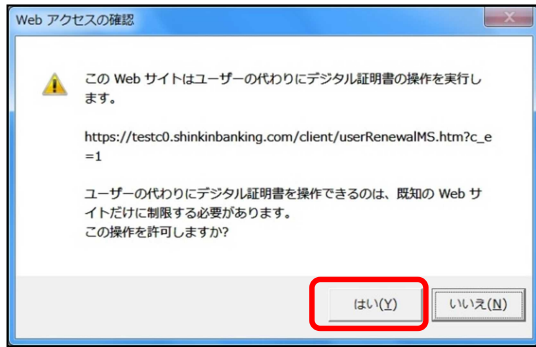 Web アクセスの確認
この Web サイトはユーザーの代わりにデジタル証明書の操作を実行し
ます。
https://testc0.shinkinbanking.com/client/userRenewalMS.htm?c_e
=1
ユーザーの代わりにデジタル証明書を操作できるのは、既知の Web サ
イトだけに制限する必要があります。
この操作を許可しますか?
はい(Y) いいえ(N)